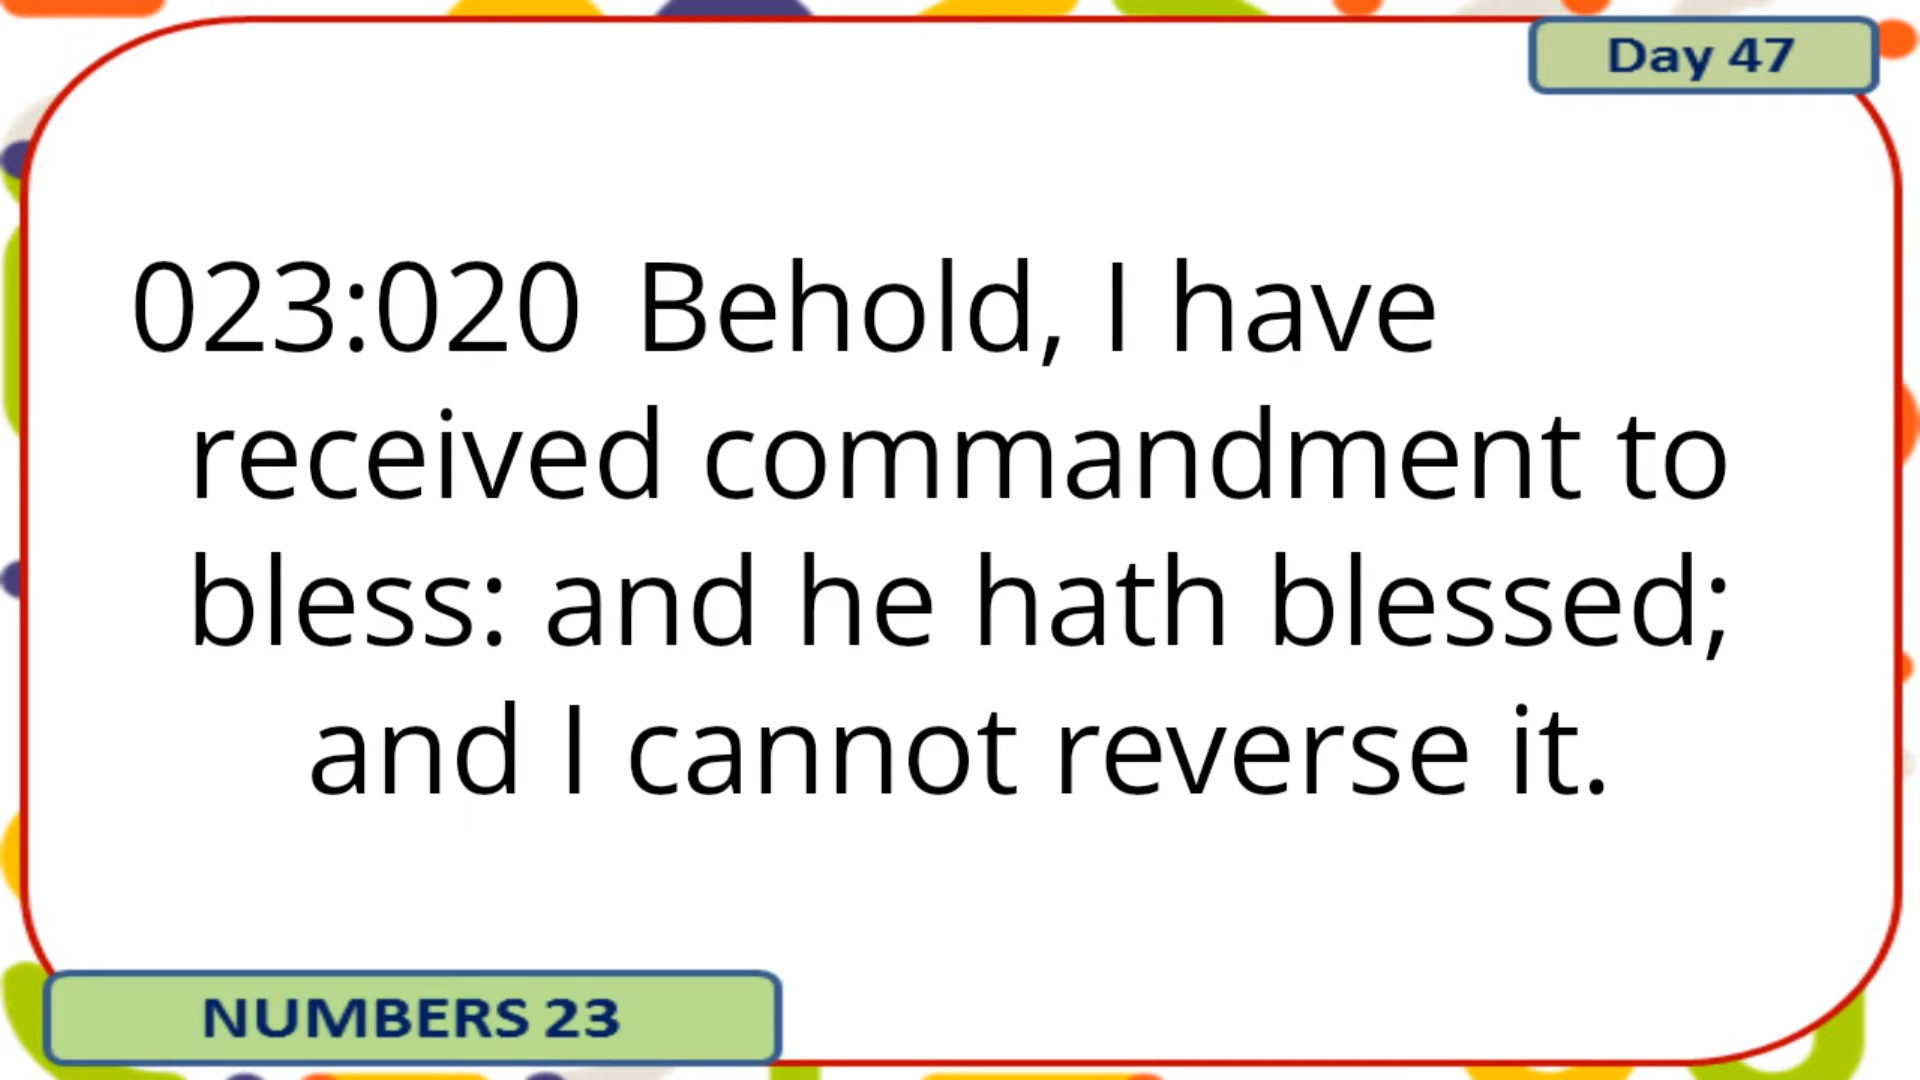 Day 47
023:020 Behold, I have
received commandment to
bless: and he hath blessed;
and I cannot reverse it.
NUMBERS 23